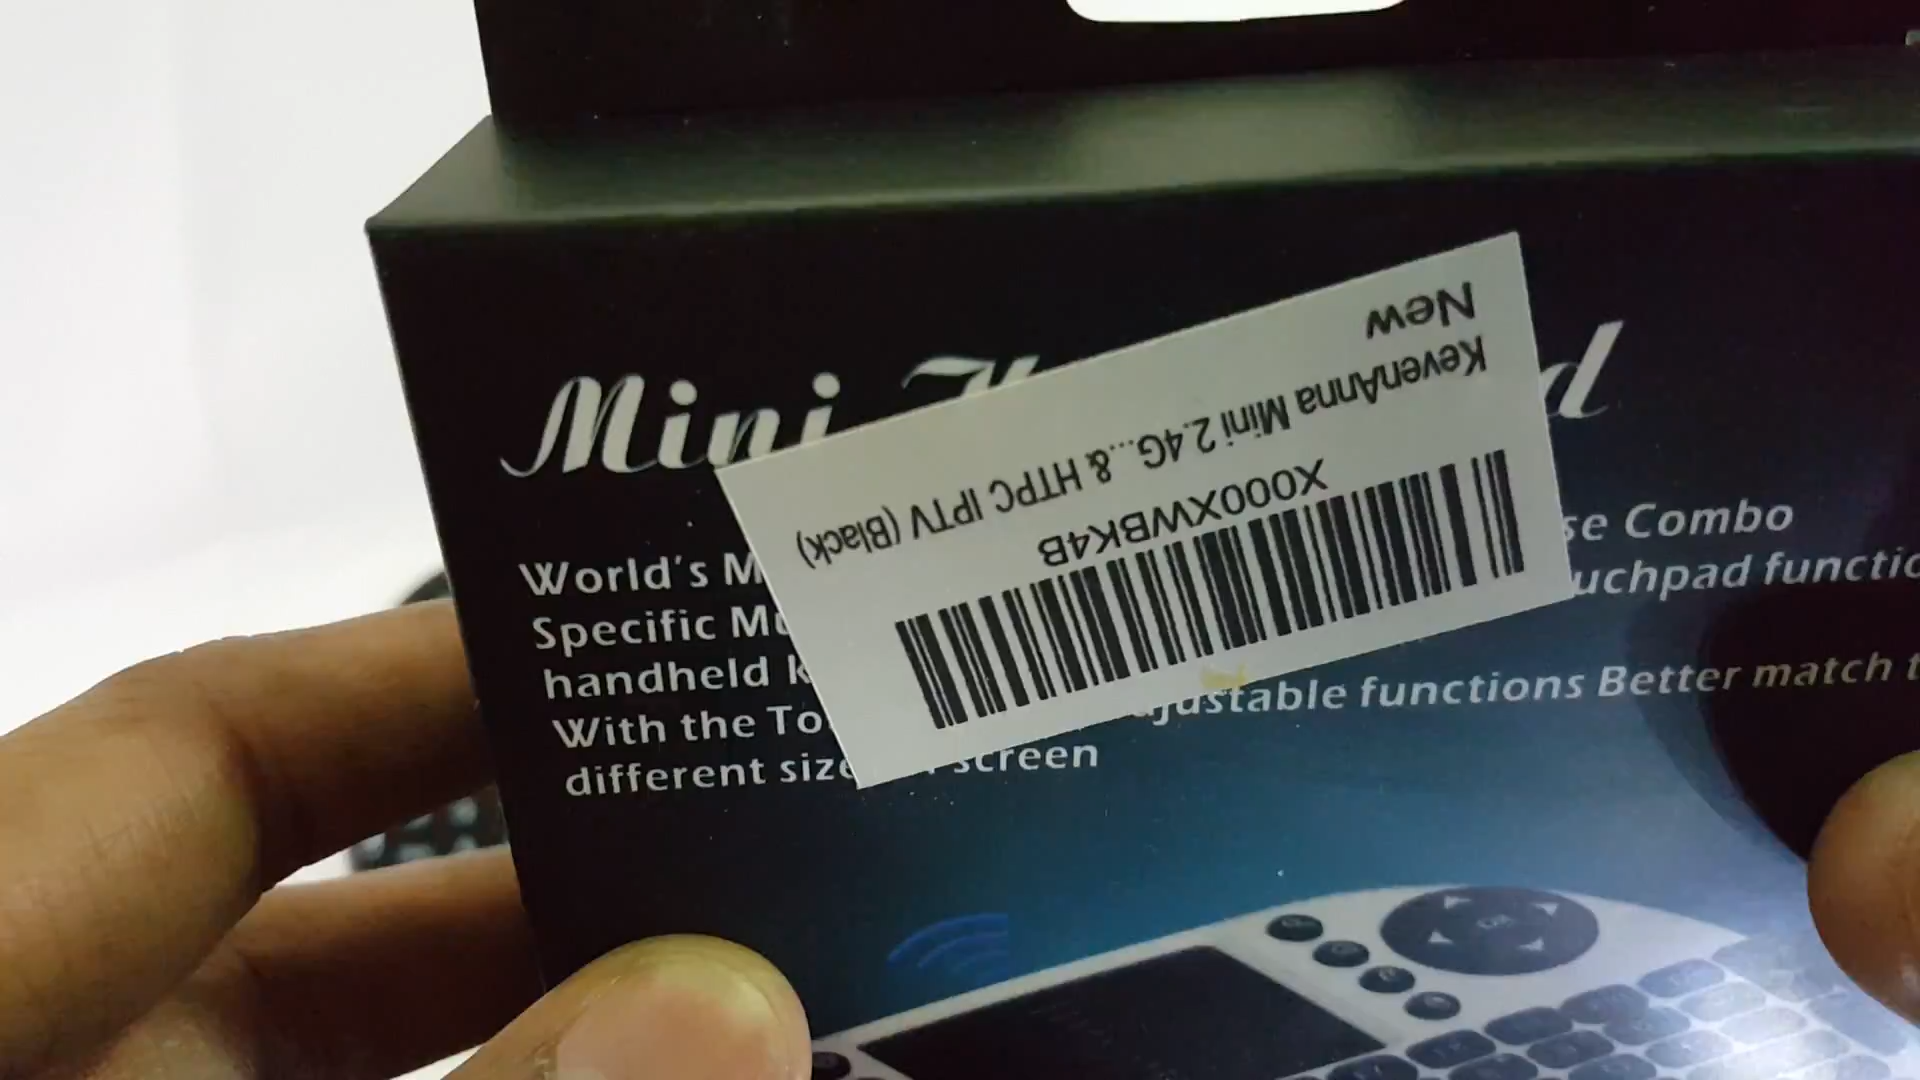 Mini
World's M
se Combo
Specific Mu
uchpad functio
handheld k
With the To
justable functions Better match t
different size
screen
X000XWBK4B
KevenAnna Mini 2.4G...& HTPC IPTV (Black)
New